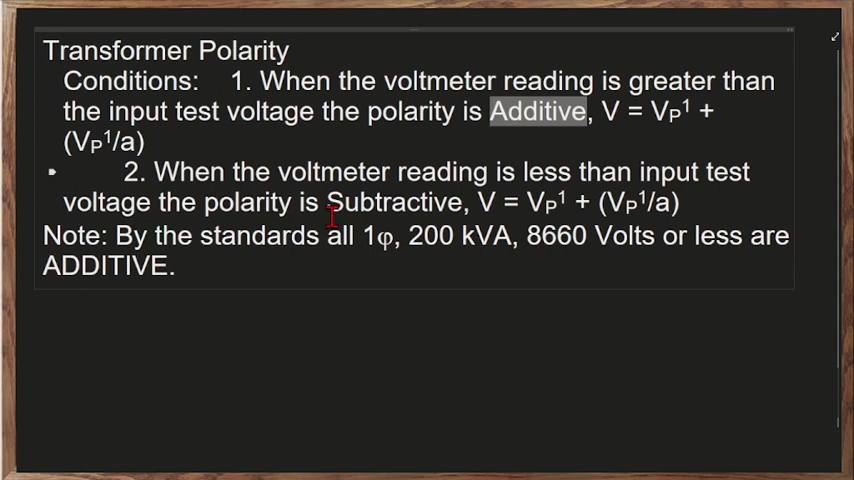 Transformer Polarity
Conditions: 1. When the voltmeter reading is greater than
the input test voltage the polarity is Additive, V = VP¹ +
(VP¹/a)
2. When the voltmeter reading is less than input test
voltage the polarity is Subtractive, V = VP¹ + (VP¹/a)
Note: By the standards all 1φ, 200 kVA, 8660 Volts or less are
ADDITIVE.